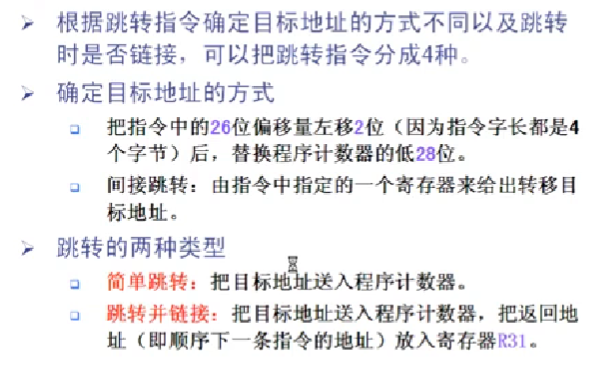 根据跳转指令确定目标地址的方式不同以及跳转
时是否链接，可以把跳转指令分成4种。
确定目标地址的方式
把指令中的26位偏移量左移2位（因为指令字长都是4
个字节）后，替换程序计数器的低28位。
间接跳转：由指令中指定的一个寄存器来给出转移目
标地址。
跳转的两种类型
简单跳转：把目标地址送入程序计数器。
跳转并链接：把目标地址送入程序计数器，把返回地
址（即顺序下一条指令的地址）放入寄存器R31。